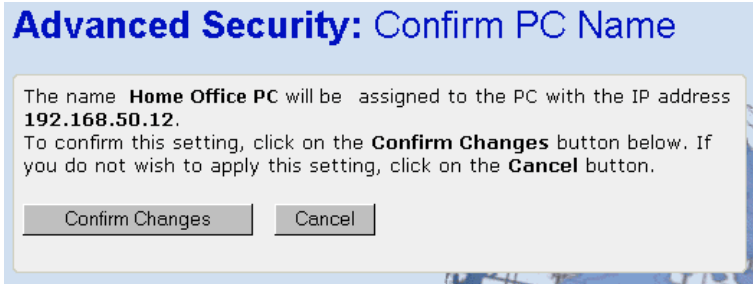 Advanced Security: Confirm PC Name
The name Home Office PC will be assigned to the PC with the IP address
192.168.50.12.
To confirm this setting, click on the Confirm Changes button below. If
you do not wish to apply this setting, click on the Cancel button.
Confirm Changes Cancel